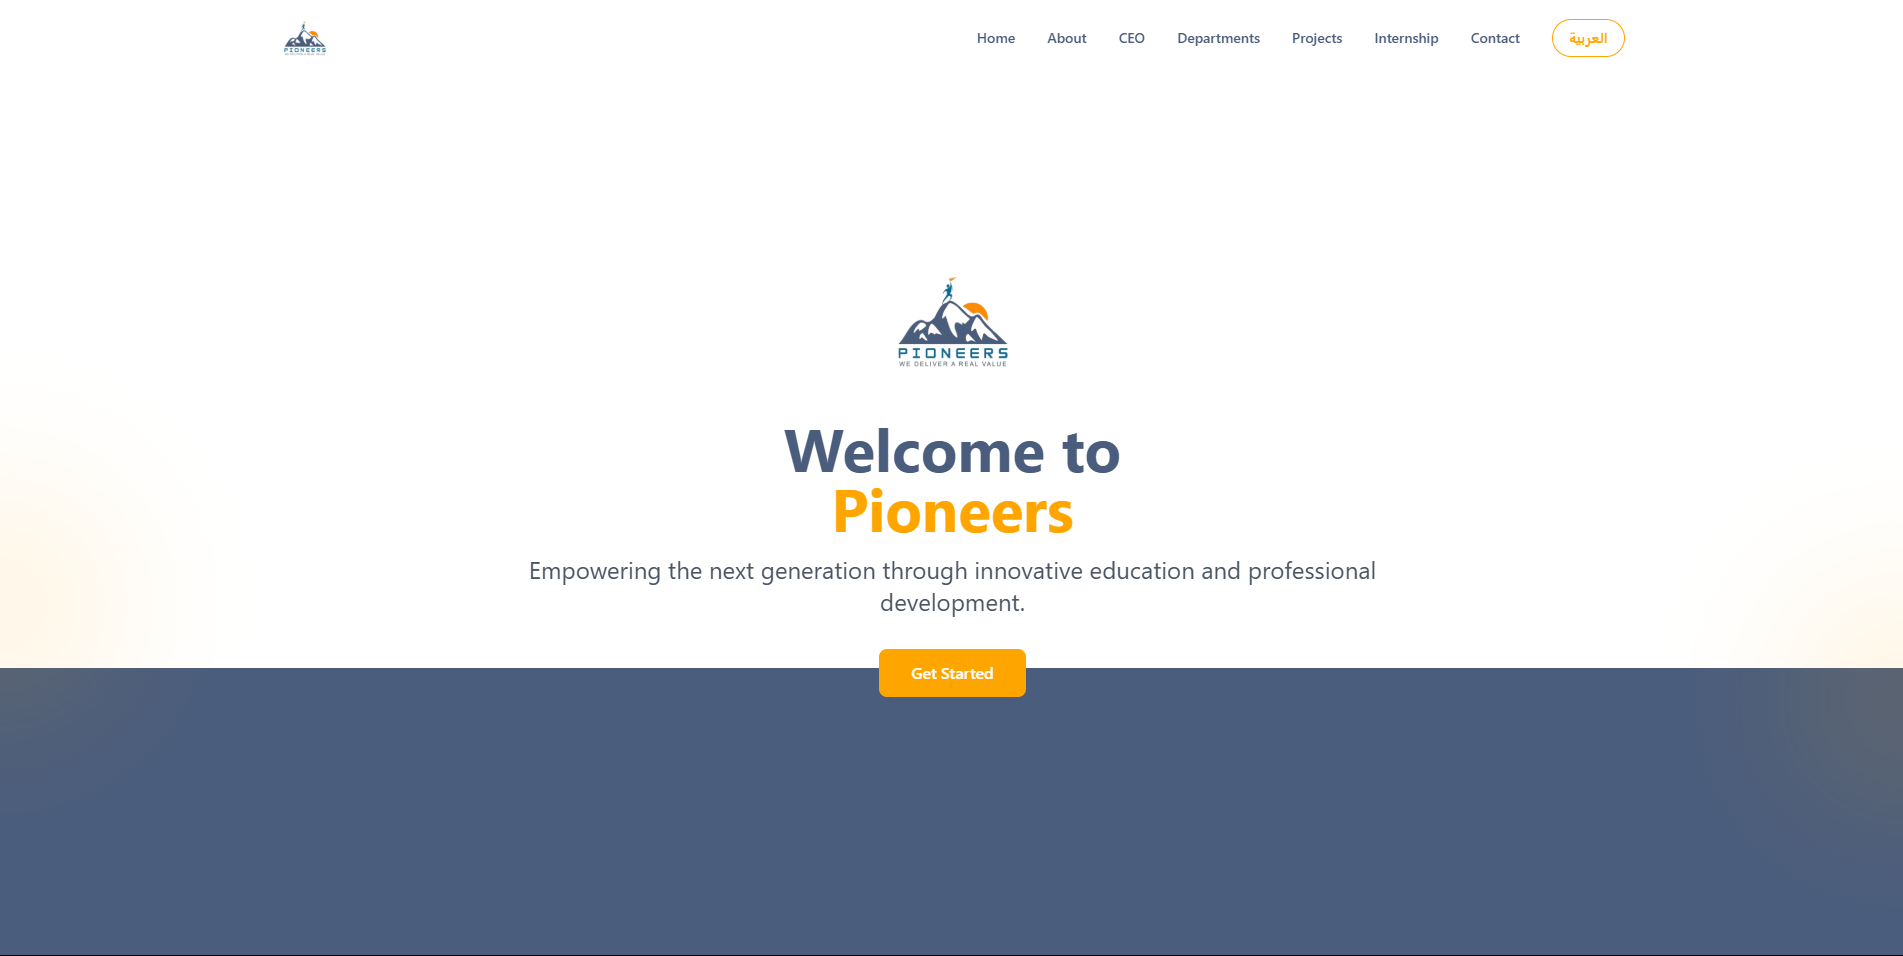 PIONEERS
Home About CEO Departments Projects Internship Contact العربية
PIONEERS
WE DELIVER A REAL VALUE
Welcome to
Pioneers
Empowering the next generation through innovative education and professional
development.
Get Started